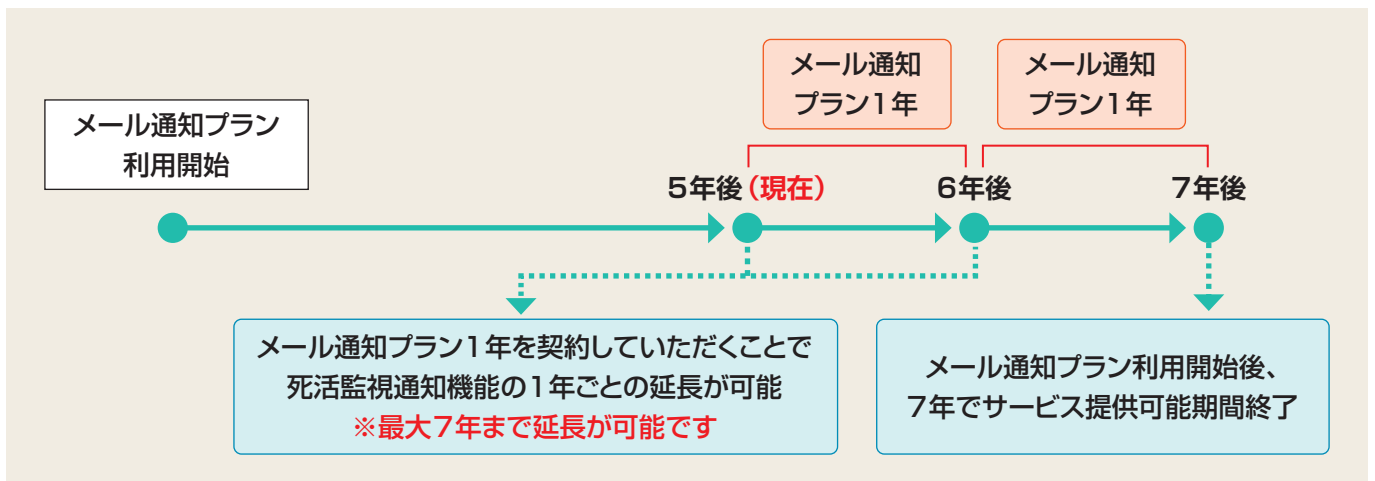 メール通知
プラン1年
メール通知
プラン1年
メール通知プラン
利用開始
5年後（現在）
6年後
7年後
メール通知プラン1年を契約していただくことで
死活監視通知機能の1年ごとの延長が可能
※最大7年まで延長が可能です
メール通知プラン利用開始後、
7年でサービス提供可能期間終了